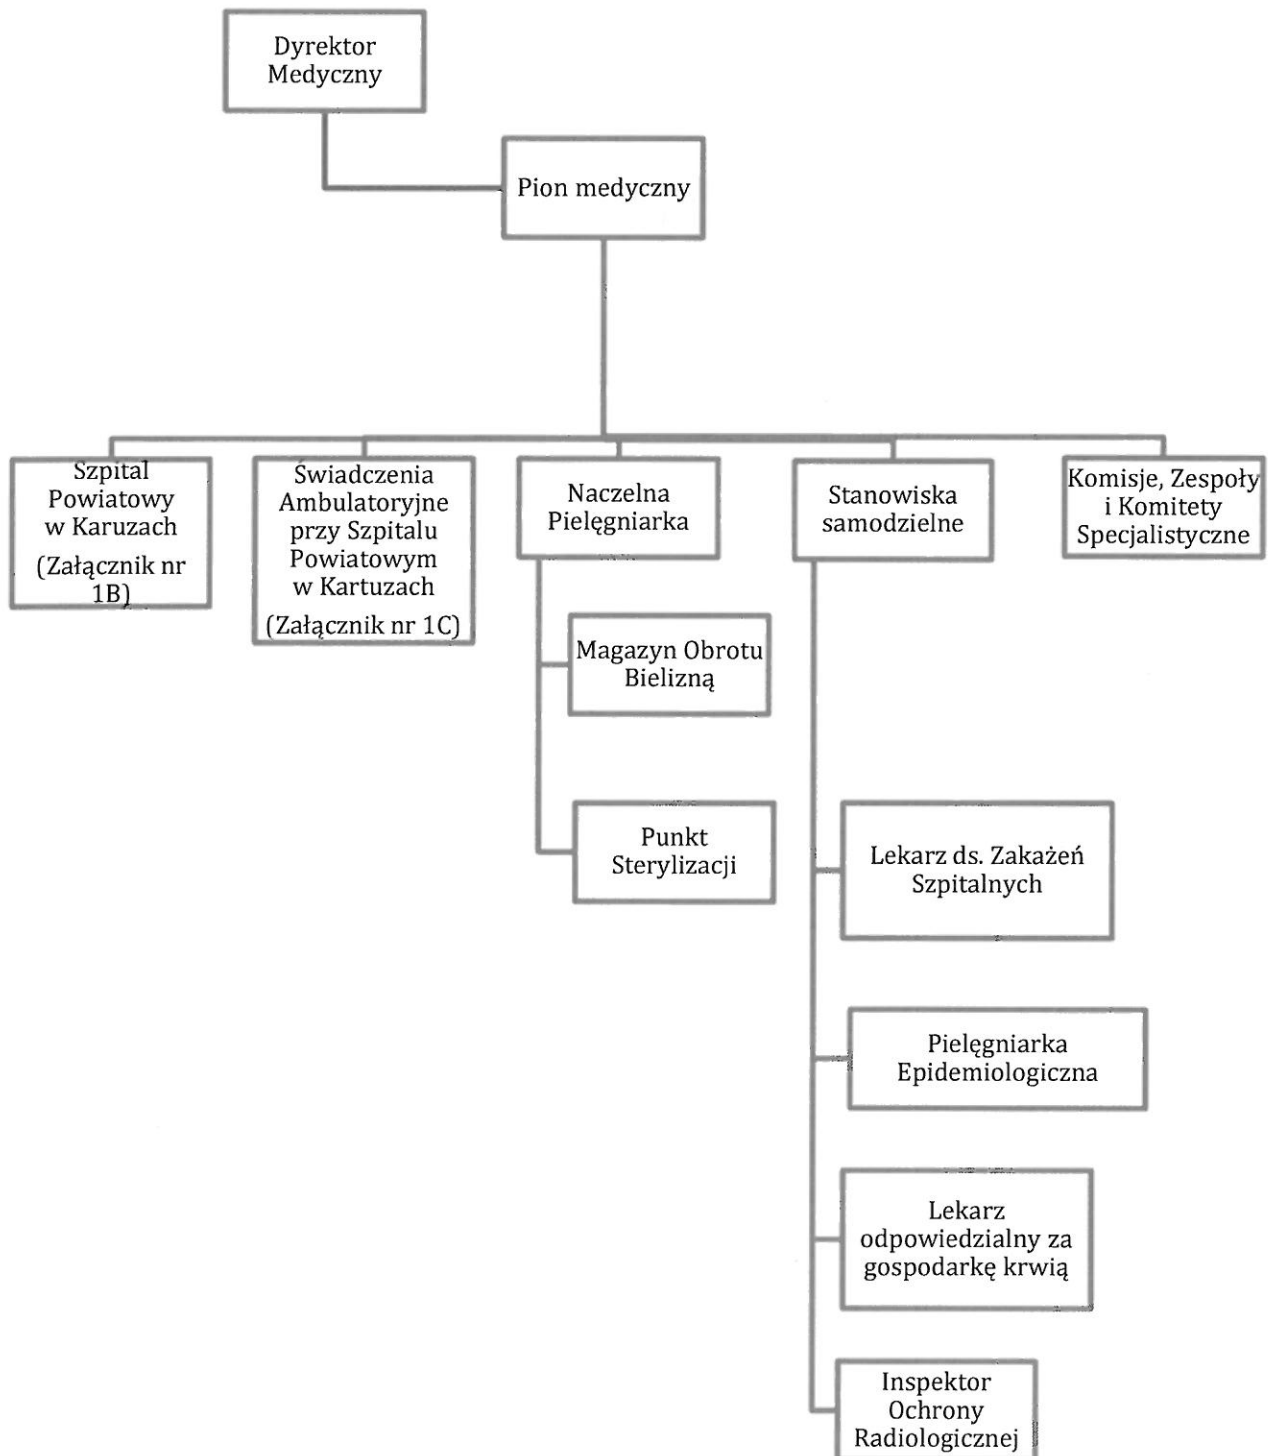 Dyrektor
Medyczny
Pion medyczny
Szpital
Powiatowy
w Karuzach
(Załącznik nr
1B)
Świadczenia
Ambulatoryjne
przy Szpitalu
Powiatowym
w Kartuzach
(Załącznik nr 1C)
Naczelna
Pielęgniarka
Stanowiska
samodzielne
Komisje, Zespoły
i Komitety
Specjalistyczne
Magazyn Obrotu
Bielizną
Punkt
Sterylizacji
Lekarz ds. Zakażeń
Szpitalnych
Pielęgniarka
Epidemiologiczna
Lekarz
odpowiedzialny za
gospodarkę krwią
Inspektor
Ochrony
Radiologicznej